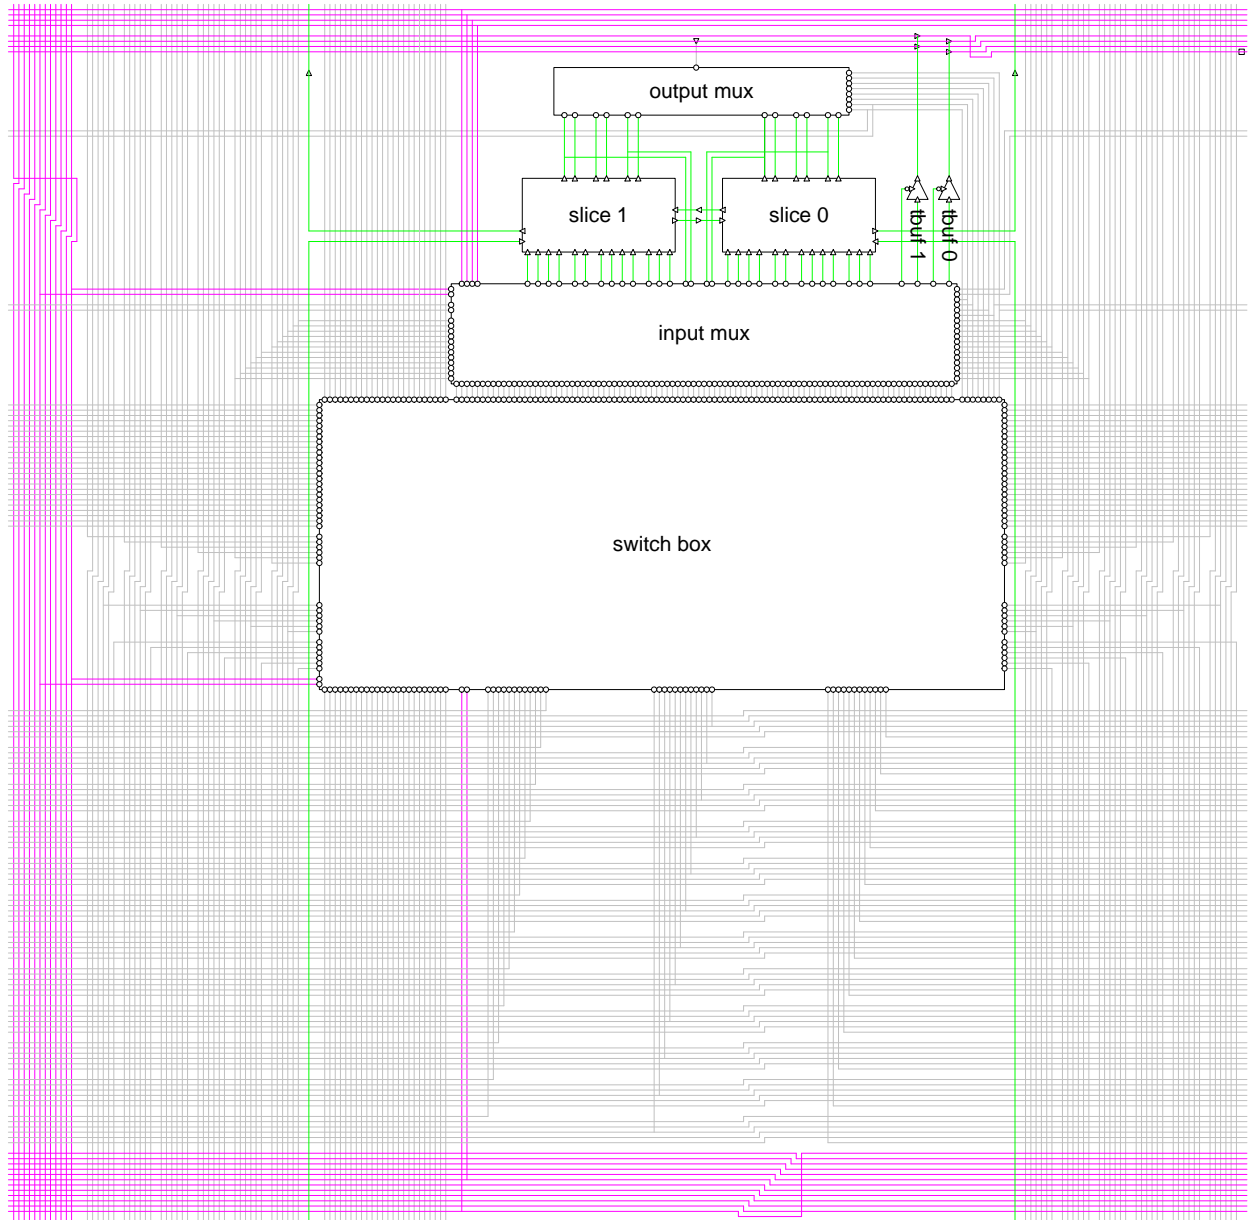 output mux
slice 1
slice 0
tbuf 1
tbuf 0
input mux
switch box